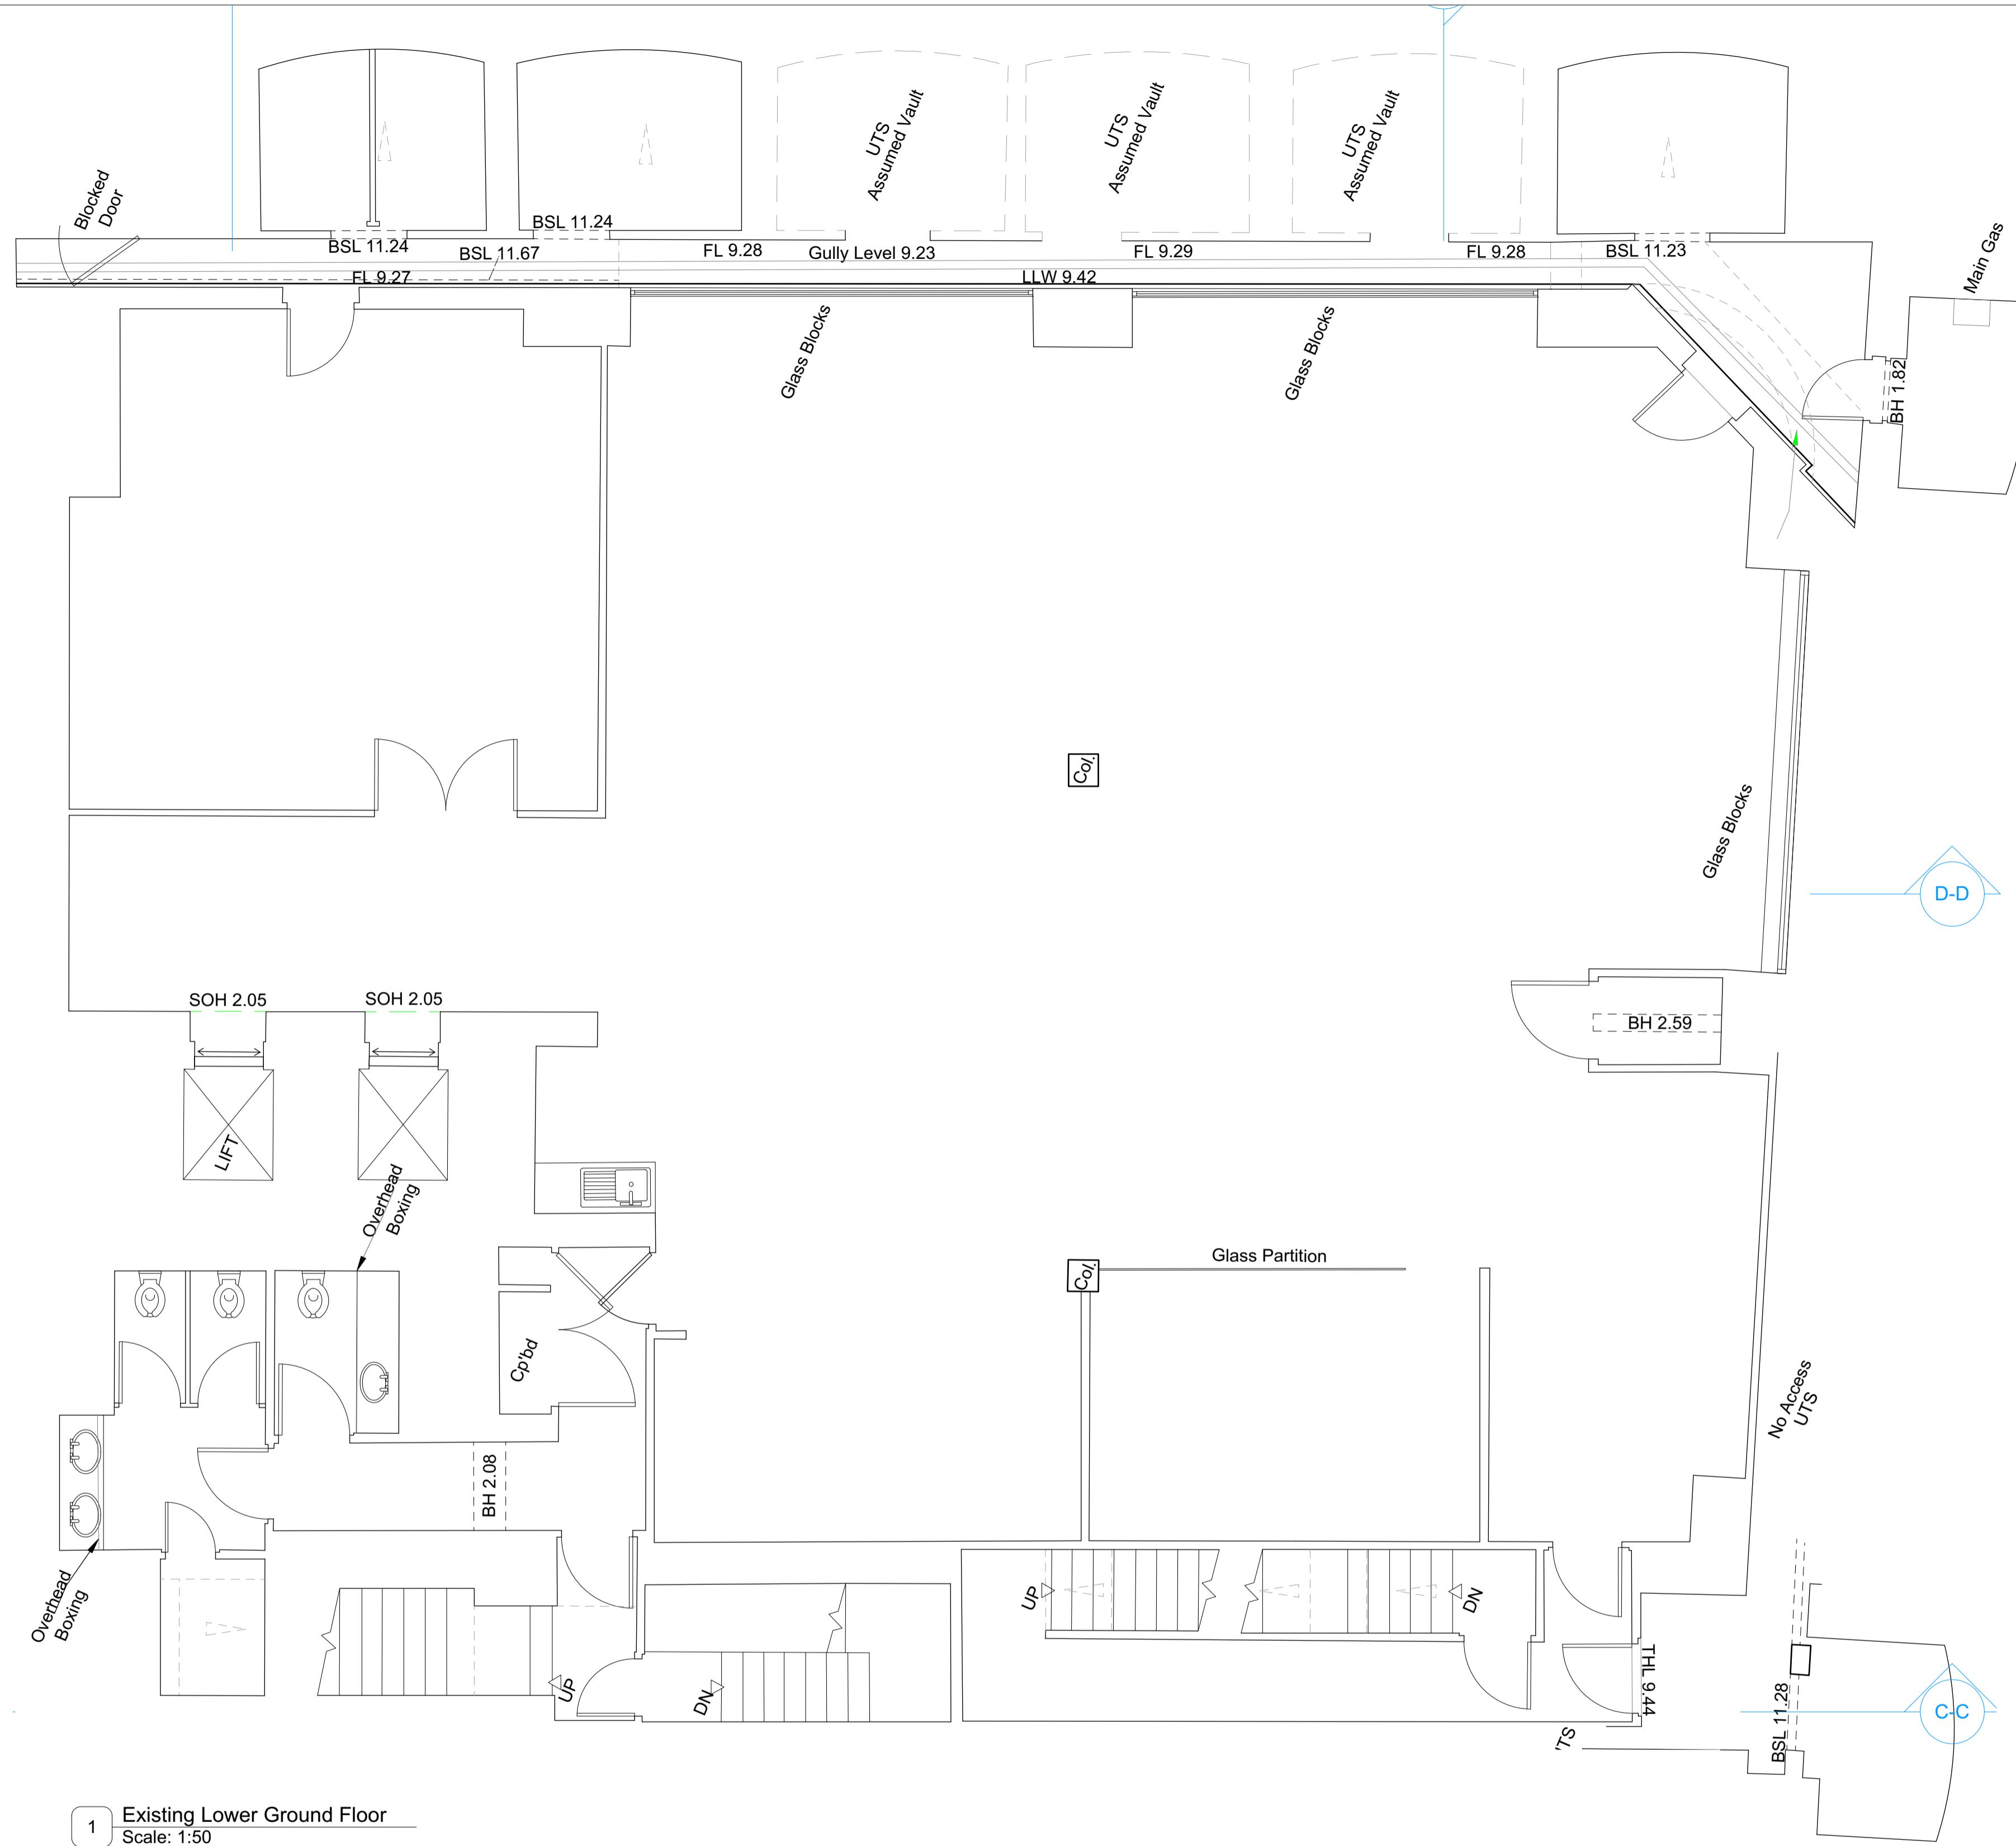 UTS
Assumed Vault
UTS
Assumed Vault
UTS
Assumed Vault
Blocked
Door
BSL 11.24
BSL 11.24
BSL 11.67
FL 9.28
Gully Level 9.23
FL 9.29
FL 9.28
BSL 11.23
Main Gas
FL 9.27
LLW 9.42
Glass Blocks
Glass Blocks
BH 1.82
Col.
Glass Blocks
D-D
SOH 2.05
SOH 2.05
BH 2.59
LIFT
Overhead
Boxing
Glass Partition
Col.
Cp'bd
No Access
UTS
BH 2.08
Overhead
Boxing
UP
DN
UP
DN
THL 9.44
BSL 11.28
C-C
'TS
1
Existing Lower Ground Floor
Scale: 1:50